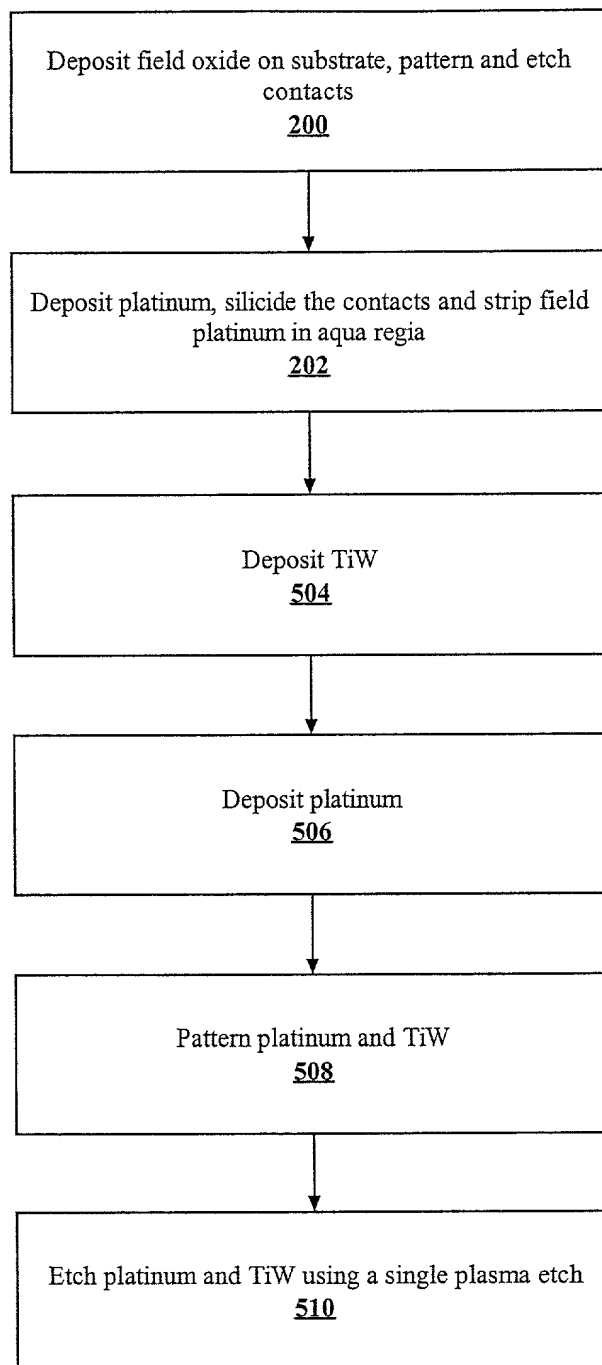 Deposit field oxide on substrate, pattern and etch
contacts
200
Deposit platinum, silicide the contacts and strip field
platinum in aqua regia
202
Deposit TiW
504
Deposit platinum
506
Pattern platinum and TiW
508
Etch platinum and TiW using a single plasma etch
510